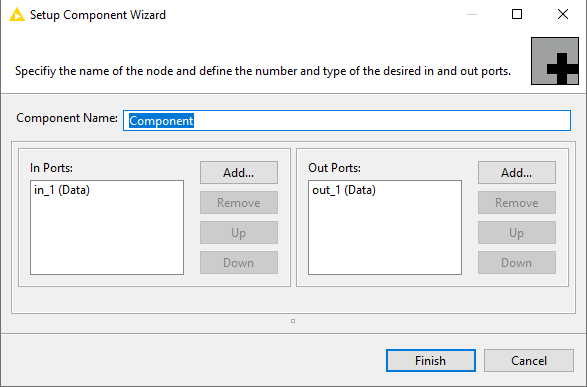 Setup Component Wizard
Specifiy the name of the node and define the number and type of the desired in and out ports.
Component Name: Component
In Ports:
in_1 (Data)
Add...
Remove
Up
Down
Out Ports:
out_1 (Data)
Add...
Remove
Up
Down
Finish Cancel